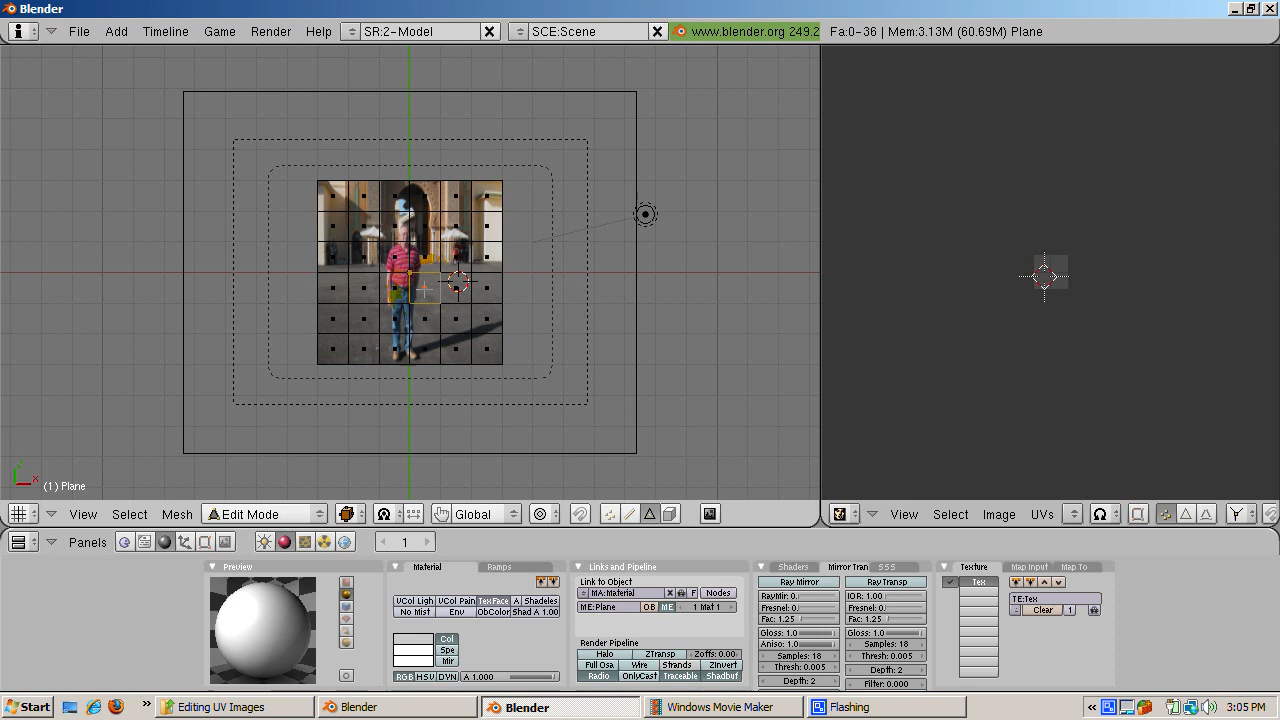 Blender
File Add Timeline Game Render Help SR:2-Model SCE:Scene www.blender.org 249.2 Fa:0-36 | Mem:3.13M (60.69M) Plane
(1) Plane
View Select Mesh Edit Mode Global View Select Image UVs
Panels 1
Preview Material Ramps Links and Pipeline Shaders Mirror Tran SSS Texture Map Input Map To
Link to Object Ray Mirror Ray Transp Tex
MA:Material X F Nodes RayMir: 0. IOR: 1.00
VCol Ligh VCol Pain TexFace A Shadeles ME:Plane OB ME 1 Mat 1 Fresnel: 0. Fresnel: 0. TE:Tex
No Mist Env ObColor Shad A 1.00 Fac: 1.25 Fac: 1.25 Clear 1
Gloss: 1.0 Gloss: 1.0
Col Render Pipeline Aniso: 1.0 Samples: 18
Spe Halo ZTransp Zoffs: 0.00 Samples: 18 Thresh: 0.005
Mir Full Osa Wire Strands ZInvert Thresh: 0.005 Depth: 2
RGB HSV DYN A 1.000 Radio OnlyCast Traceable Shadbuf Depth: 2 Filter: 0.000
Start Editing UV Images Blender Blender Windows Movie Maker Flashing 3:05 PM